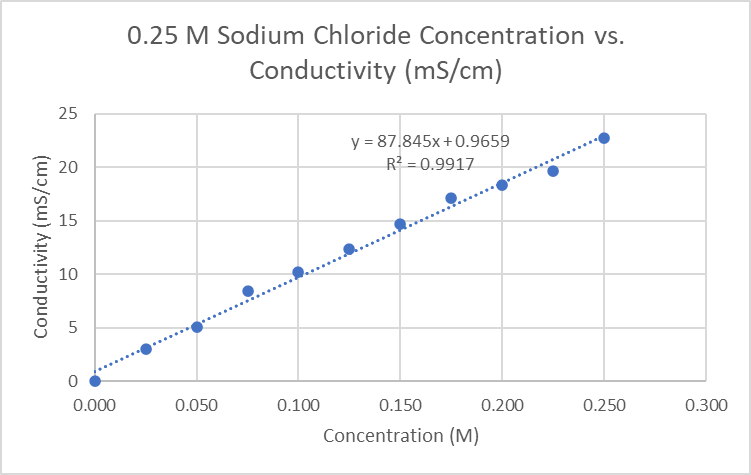 0.25 M Sodium Chloride Concentration vs.
Conductivity (mS/cm)
Conductivity (mS/cm)
25
20
15
10
5
0
y = 87.845x + 0.9659
R² = 0.9917
0.000 0.050 0.100 0.150 0.200 0.250 0.300
Concentration (M)